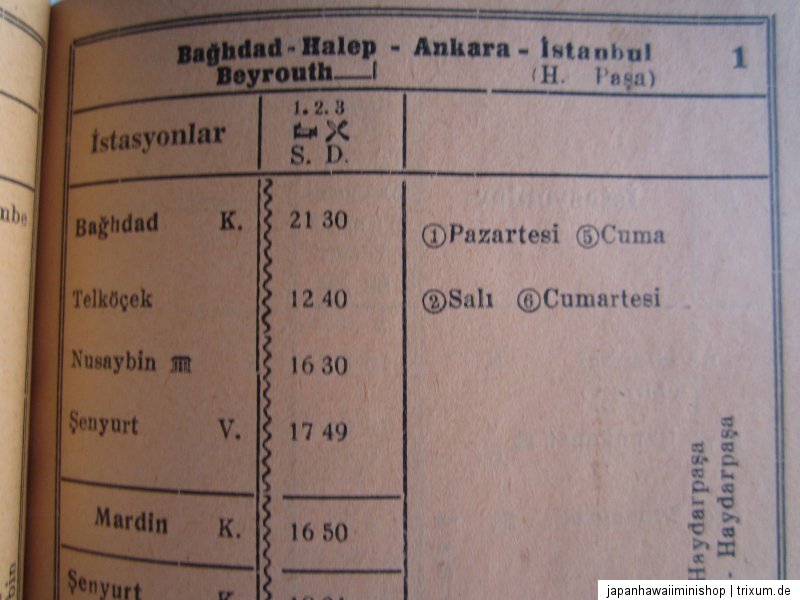 Bağhdad - Halep - Ankara - İstanbul 1
Beyrouth (H. Paşa)
İstasyonlar
1. 2. 3
S. D.
Bağhdad K. 21 30
①Pazartesi ⑤Cuma
Telköçek 12 40
②Salı ⑥Cumartesi
Nusaybin 16 30
Şenyurt V. 17 49
Mardin K. 16 50
Şenyurt K.
Haydarpaşa
- Haydarpaşa
japanhawaiiminishop | trixum.de